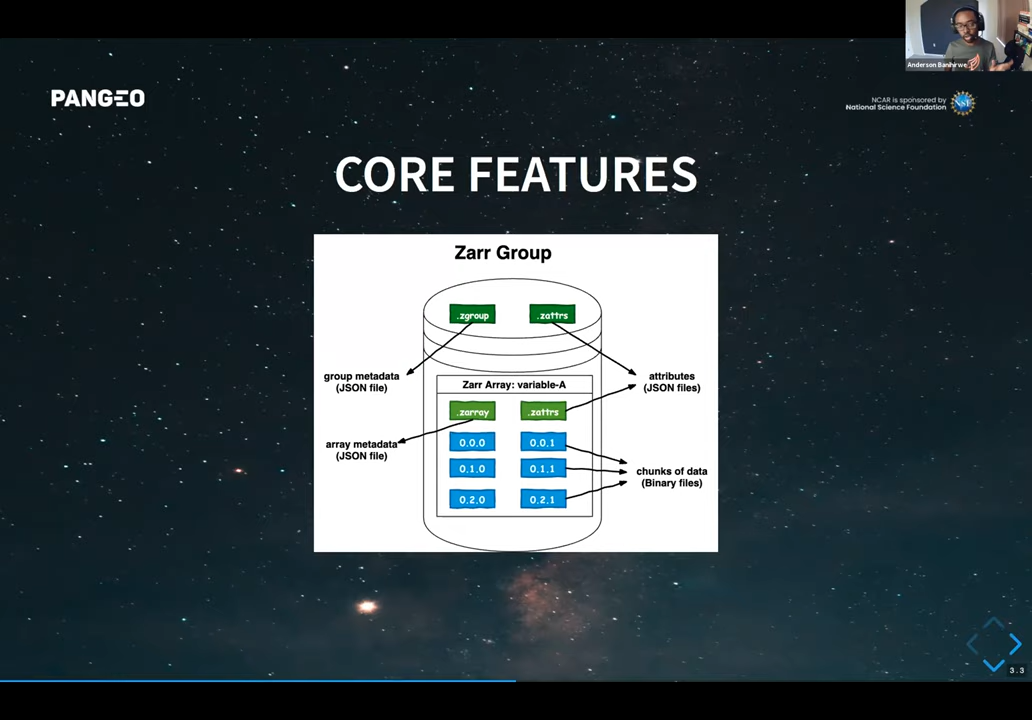 Anderson Banihirwe
PANGEO
NCAR is sponsored by
National Science Foundation
NSF
CORE FEATURES
Zarr Group
.zgroup
.zattrs
group metadata
(JSON file)
attributes
(JSON files)
Zarr Array: variable-A
.zarray
.zattrs
array metadata
(JSON file)
0.0.0
0.0.1
0.1.0
0.1.1
0.2.0
0.2.1
chunks of data
(Binary files)
3.3